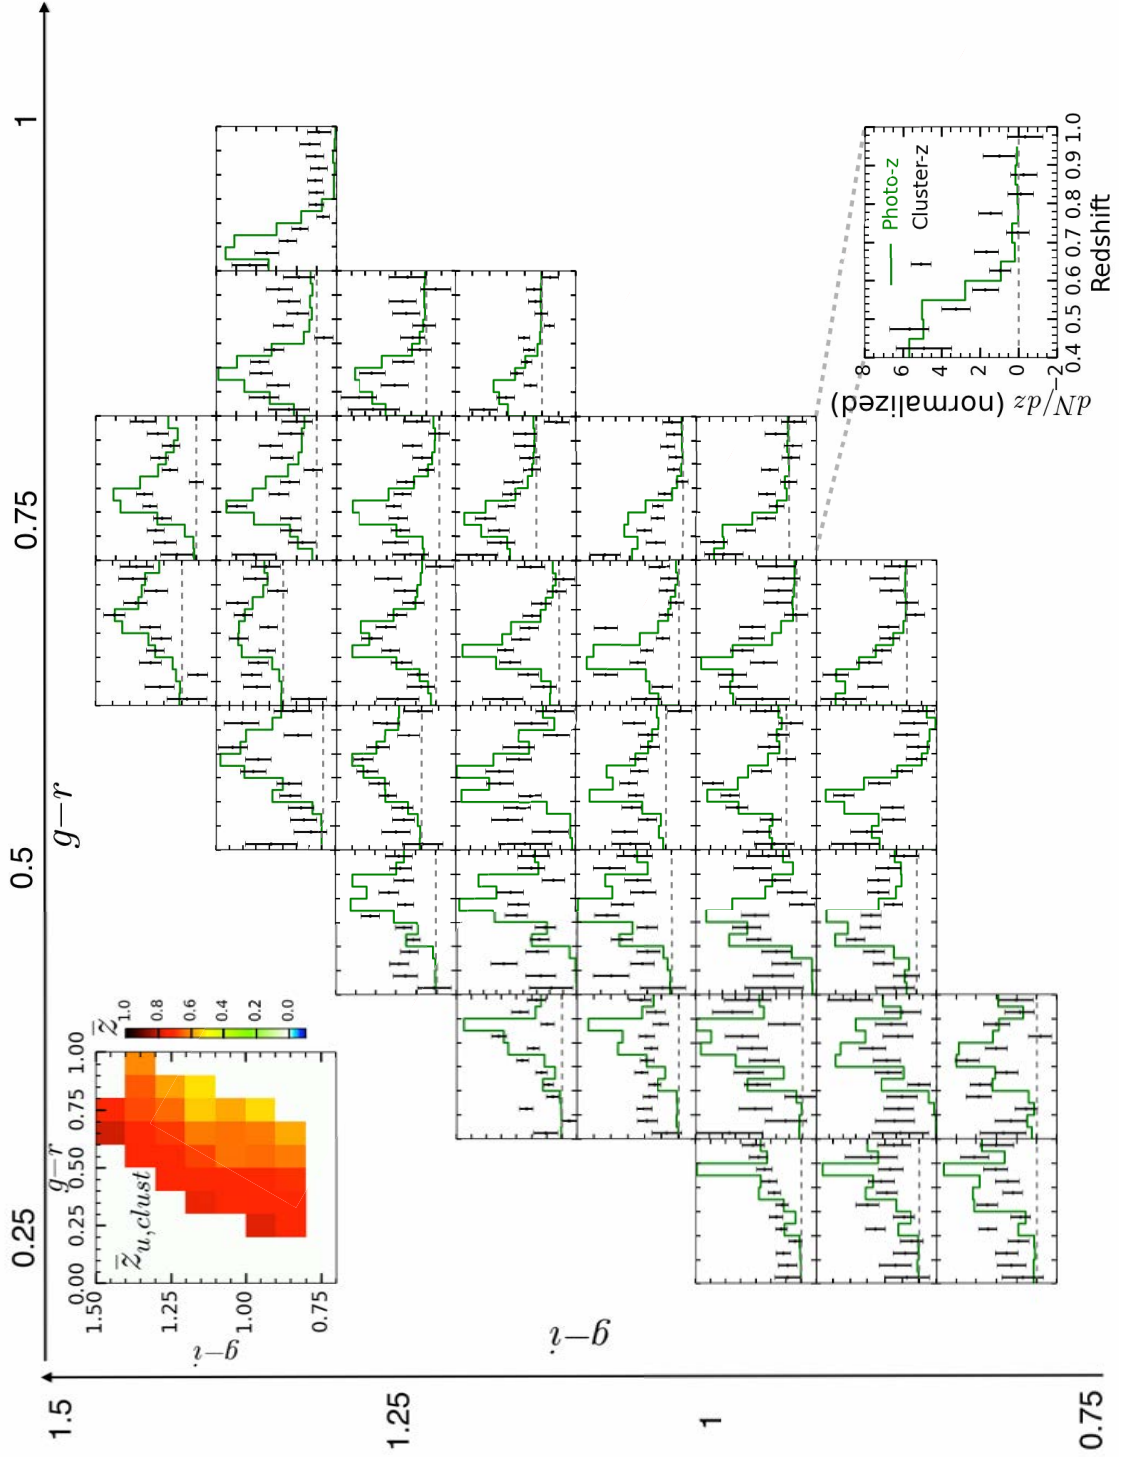 0.25 0.5 0.75 1
g−r
1.5
1.25
1
0.75
g−i
g−r
0.00 0.25 0.50 0.75 1.00
1.50
1.25
1.00
0.75
g−i
z̄_{u,clust}
z̄
1.0
0.8
0.6
0.4
0.2
0.0
dN/dz (normalized)
8
6
4
2
0
−2
Photo-z
Cluster-z
0.4 0.5 0.6 0.7 0.8 0.9 1.0
Redshift